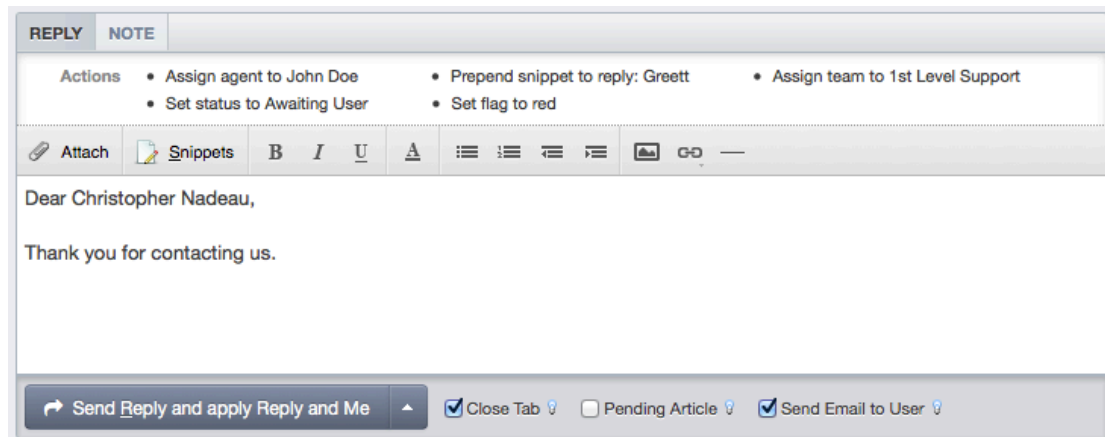 REPLY NOTE
Actions • Assign agent to John Doe • Prepend snippet to reply: Greett • Assign team to 1st Level Support
• Set status to Awaiting User • Set flag to red
Attach Snippets B I U A
Dear Christopher Nadeau,
Thank you for contacting us.
Send Reply and apply Reply and Me Close Tab Pending Article Send Email to User